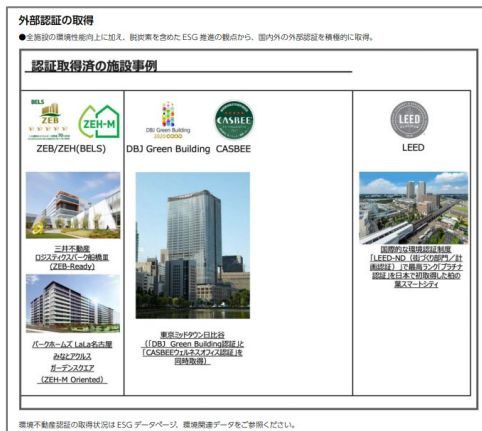 外部認証の取得
●全施設の環境性能向上に加え、脱炭素を含めた ESG 推進の観点から、国内外の外部認証を積極的に取得。
認証取得済の施設事例
BELS
ZEB
ZEH-M
ZEB/ZEH(BELS)
三井不動産
ロジスティクスパーク船橋Ⅲ
(ZEB-Ready)
パークホームズ LaLa名古屋
みなとアクルス
ガーデンスクエア
(ZEH-M Oriented)
DBJ Green Building
2020
CASBEE
DBJ Green Building CASBEE
東京ミッドタウン日比谷
(「DBJ Green Building認証」と
「CASBEEウェルネスオフィス認証」を
同時取得)
LEED
LEED
国際的な環境認証制度
「LEED-ND(街づくり部門/計
画認証)」で最高ランク「プラチナ
認証」を日本で初取得した柏の
葉スマートシティ
環境不動産認証の取得状況は ESG データページ、環境関連データをご参照ください。